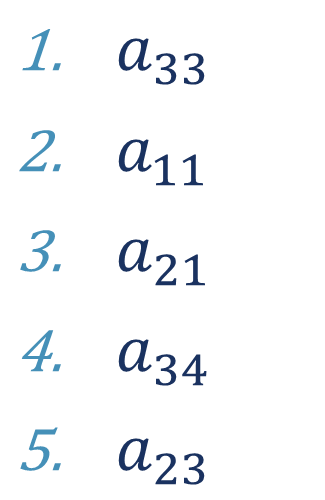 1. a₃₃
2. a₁₁
3. a₂₁
4. a₃₄
5. a₂₃